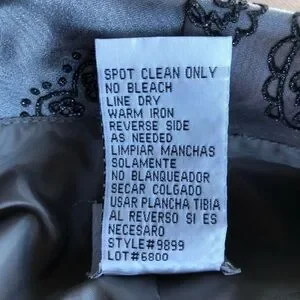 SPOT CLEAN ONLY
NO BLEACH
LINE DRY
WARM IRON
REVERSE SIDE
AS NEEDED
LIMPIAR MANCHAS
SOLAMENTE
NO BLANQUEADOR
SECAR COLGADO
USAR PLANCHA TIBIA
AL REVERSO SI ES
NECESARO
STYLE#9899
LOT#6800